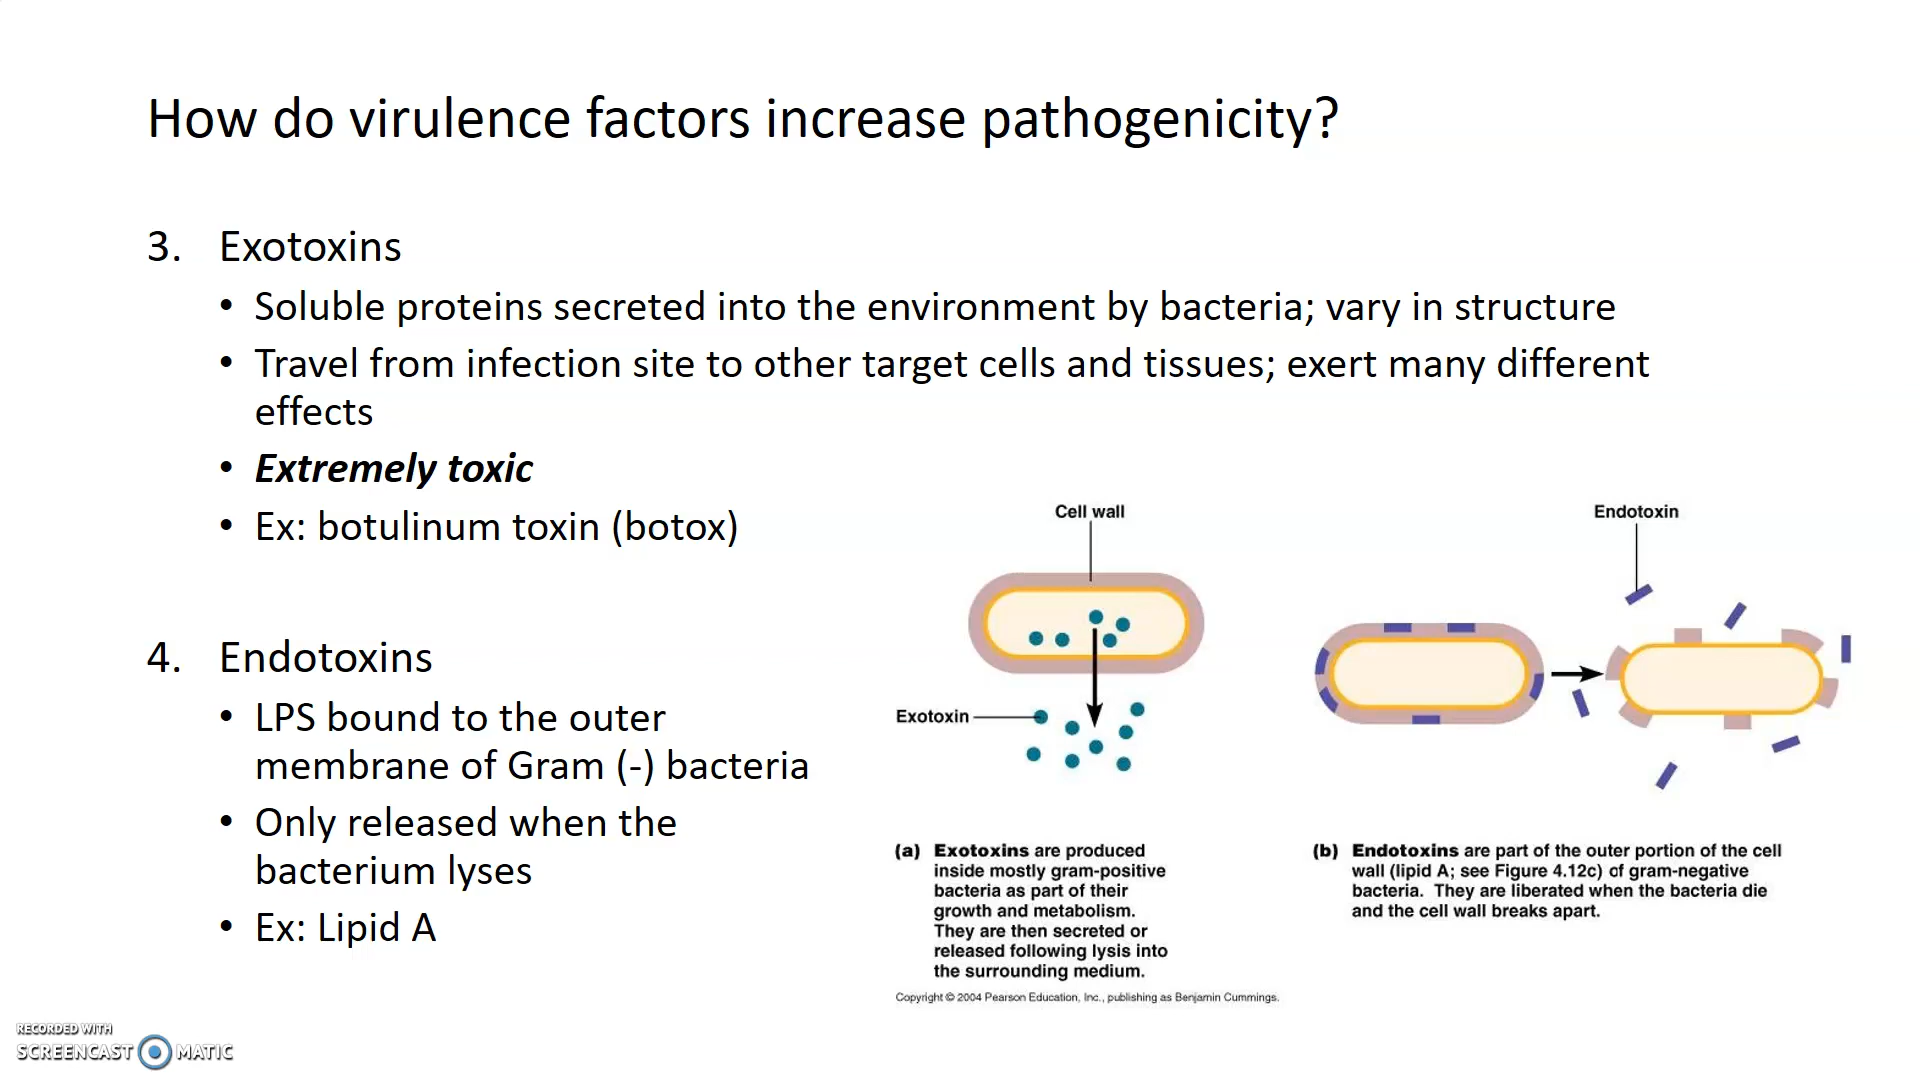 How do virulence factors increase pathogenicity?
3. Exotoxins
• Soluble proteins secreted into the environment by bacteria; vary in structure
• Travel from infection site to other target cells and tissues; exert many different
effects
• Extremely toxic
• Ex: botulinum toxin (botox)
4. Endotoxins
• LPS bound to the outer
membrane of Gram (-) bacteria
• Only released when the
bacterium lyses
• Ex: Lipid A
Cell wall
Exotoxin
(a) Exotoxins are produced
inside mostly gram-positive
bacteria as part of their
growth and metabolism.
They are then secreted or
released following lysis into
the surrounding medium.
Endotoxin
(b) Endotoxins are part of the outer portion of the cell
wall (lipid A; see Figure 4.12c) of gram-negative
bacteria. They are liberated when the bacteria die
and the cell wall breaks apart.
Copyright © 2004 Pearson Education, Inc., publishing as Benjamin Cummings.
RECORDED WITH
SCREENCAST MATIC